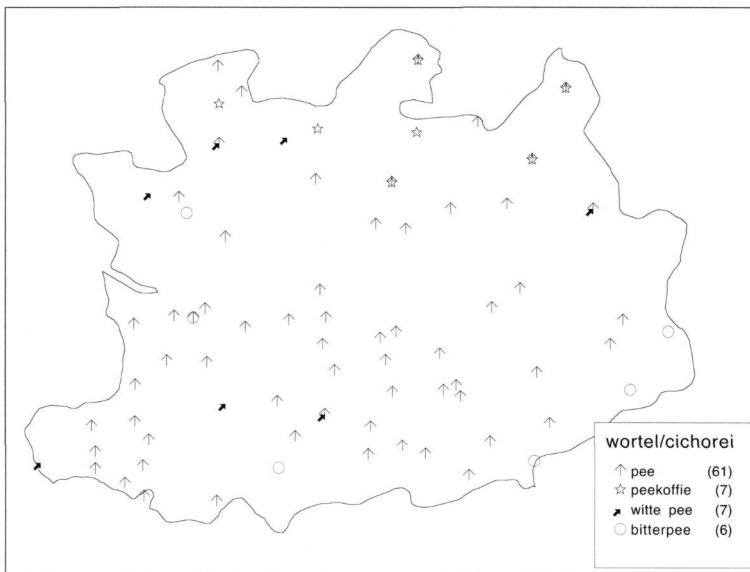 wortel/cichorei
pee (61)
peekoffie (7)
witte pee (7)
bitterpee (6)